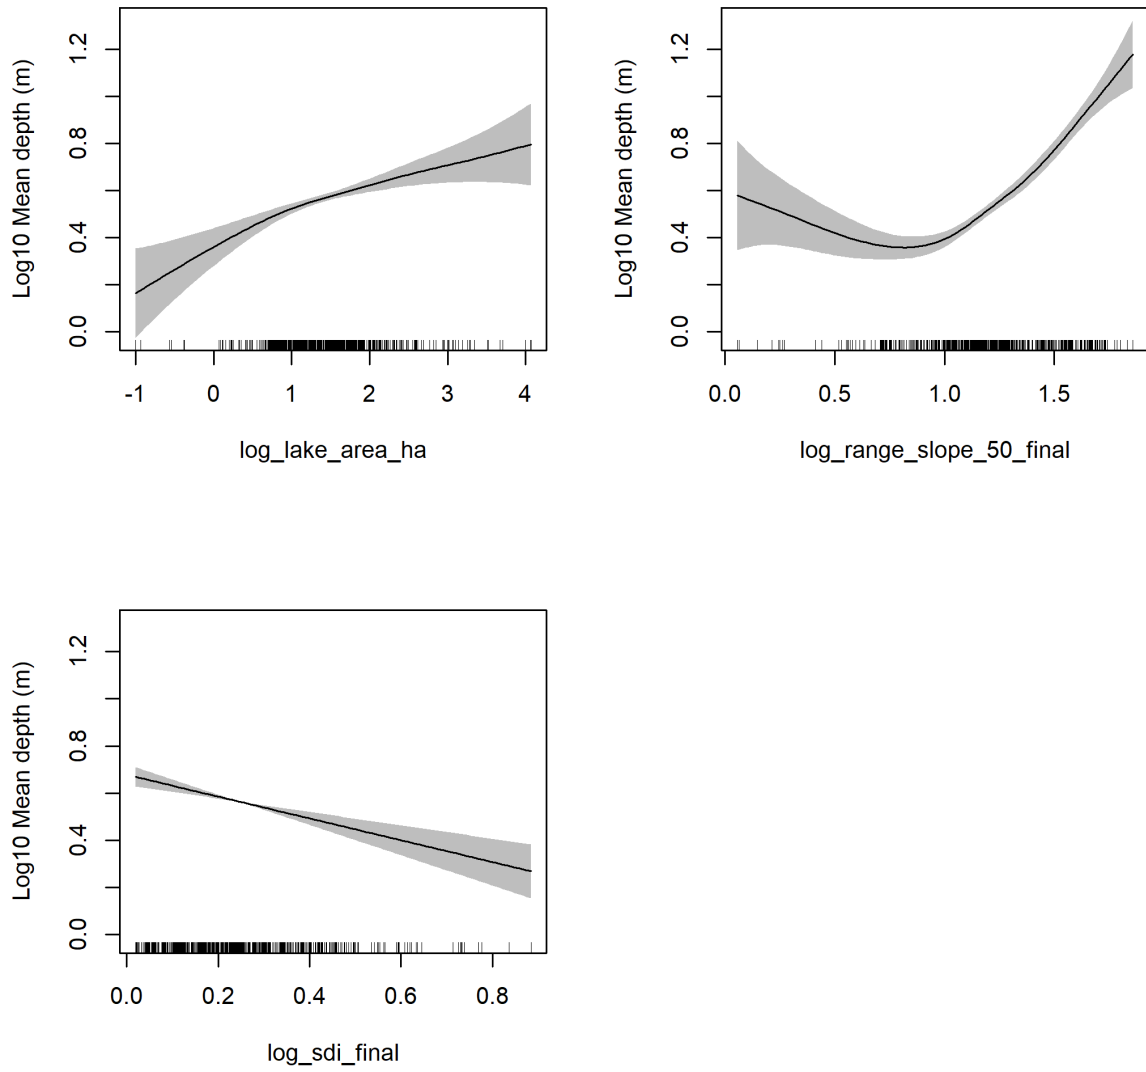 Log10 Mean depth (m)
1.2
0.8
0.4
0.0
-1 0 1 2 3 4
log_lake_area_ha
Log10 Mean depth (m)
1.2
0.8
0.4
0.0
0.0 0.5 1.0 1.5
log_range_slope_50_final
Log10 Mean depth (m)
1.2
0.8
0.4
0.0
0.0 0.2 0.4 0.6 0.8
log_sdi_final